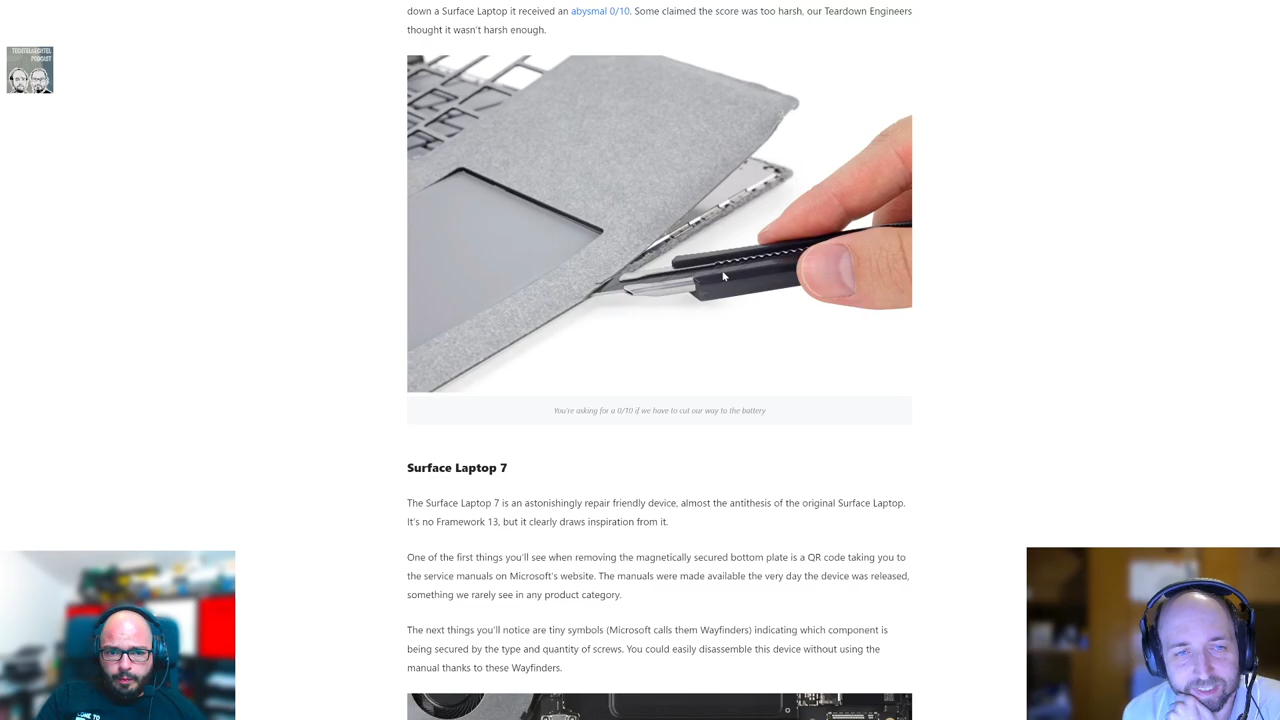 down a Surface Laptop it received an abysmal 0/10. Some claimed the score was too harsh, our Teardown Engineers
thought it wasn't harsh enough.
TECHTELMECHTEL
PODCAST
You're asking for a 0/10 if we have to cut our way to the battery
Surface Laptop 7
The Surface Laptop 7 is an astonishingly repair friendly device, almost the antithesis of the original Surface Laptop.
It's no Framework 13, but it clearly draws inspiration from it.
One of the first things you'll see when removing the magnetically secured bottom plate is a QR code taking you to
the service manuals on Microsoft's website. The manuals were made available the very day the device was released,
something we rarely see in any product category.
The next things you'll notice are tiny symbols (Microsoft calls them Wayfinders) indicating which component is
being secured by the type and quantity of screws. You could easily disassemble this device without using the
manual thanks to these Wayfinders.